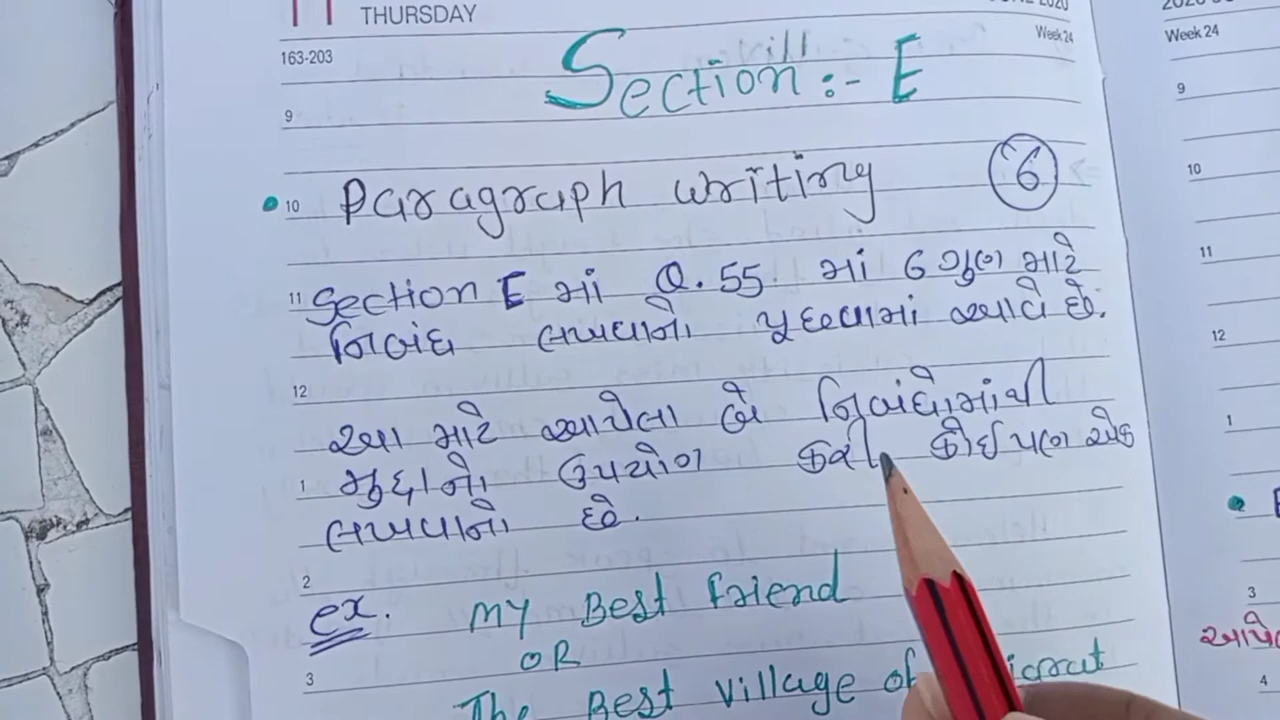 THURSDAY
163-203
Week 24
Section :- E
9
10 Paragraph writing 6
11 Section E માં Q. 55 માં 6 ગુણ માટે
નિબંધ લખવાનો પુછવામાં આવે છે.
12
આ માટે આપેલા બે નિબંધોમાંથી
1 મુદ્દાનો ઉપયોગ કરી કોઈ પણ એક
લખવાનો છે.
2
ex. My Best friend
OR
3
The Best village of
Week 24
9
10
11
12
1
3
4